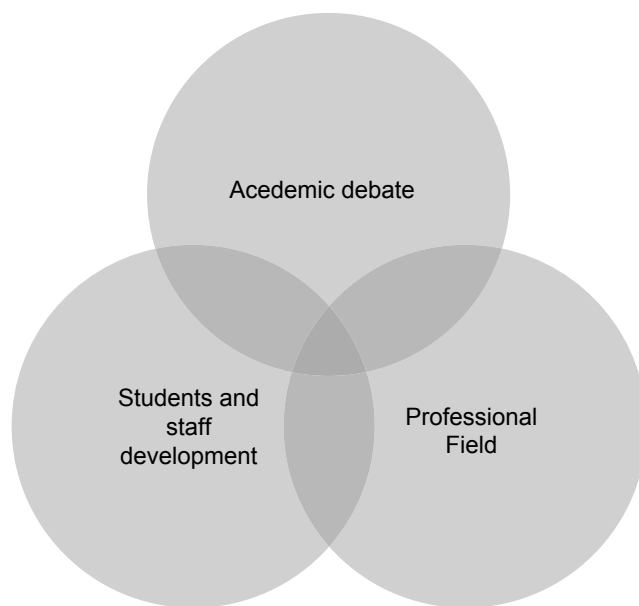 Acedemic debate
Students and
staff
development
Professional
Field